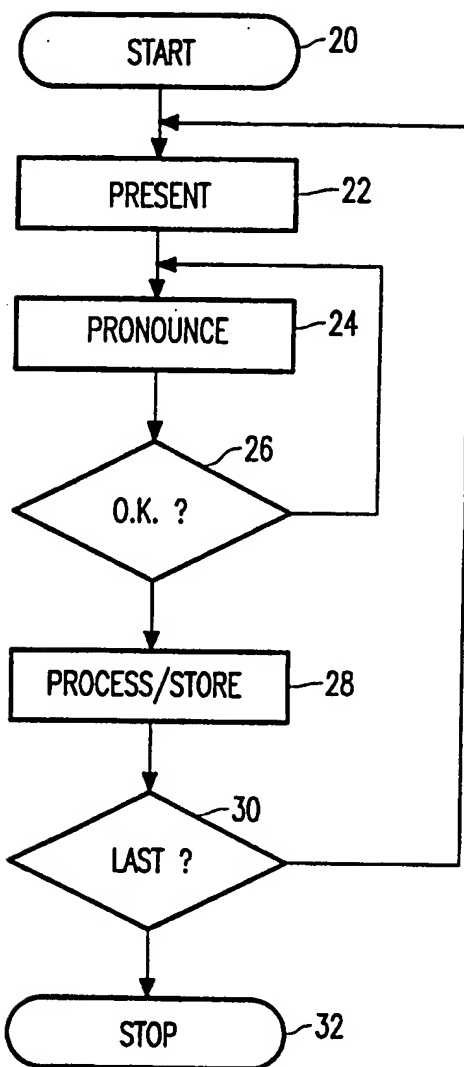 START 20
PRESENT 22
PRONOUNCE 24
26
O.K. ?
PROCESS/STORE 28
30
LAST ?
STOP 32